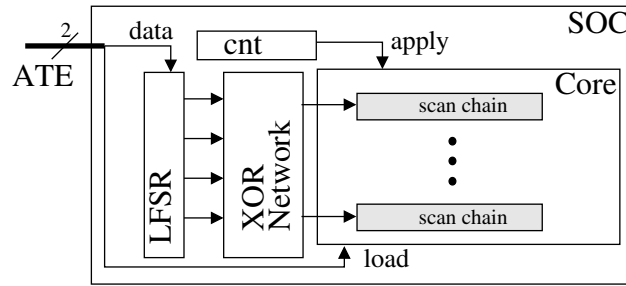 SOC
2
data
cnt
apply
ATE
Core
scan chain
LFSR
XOR
Network
scan chain
load